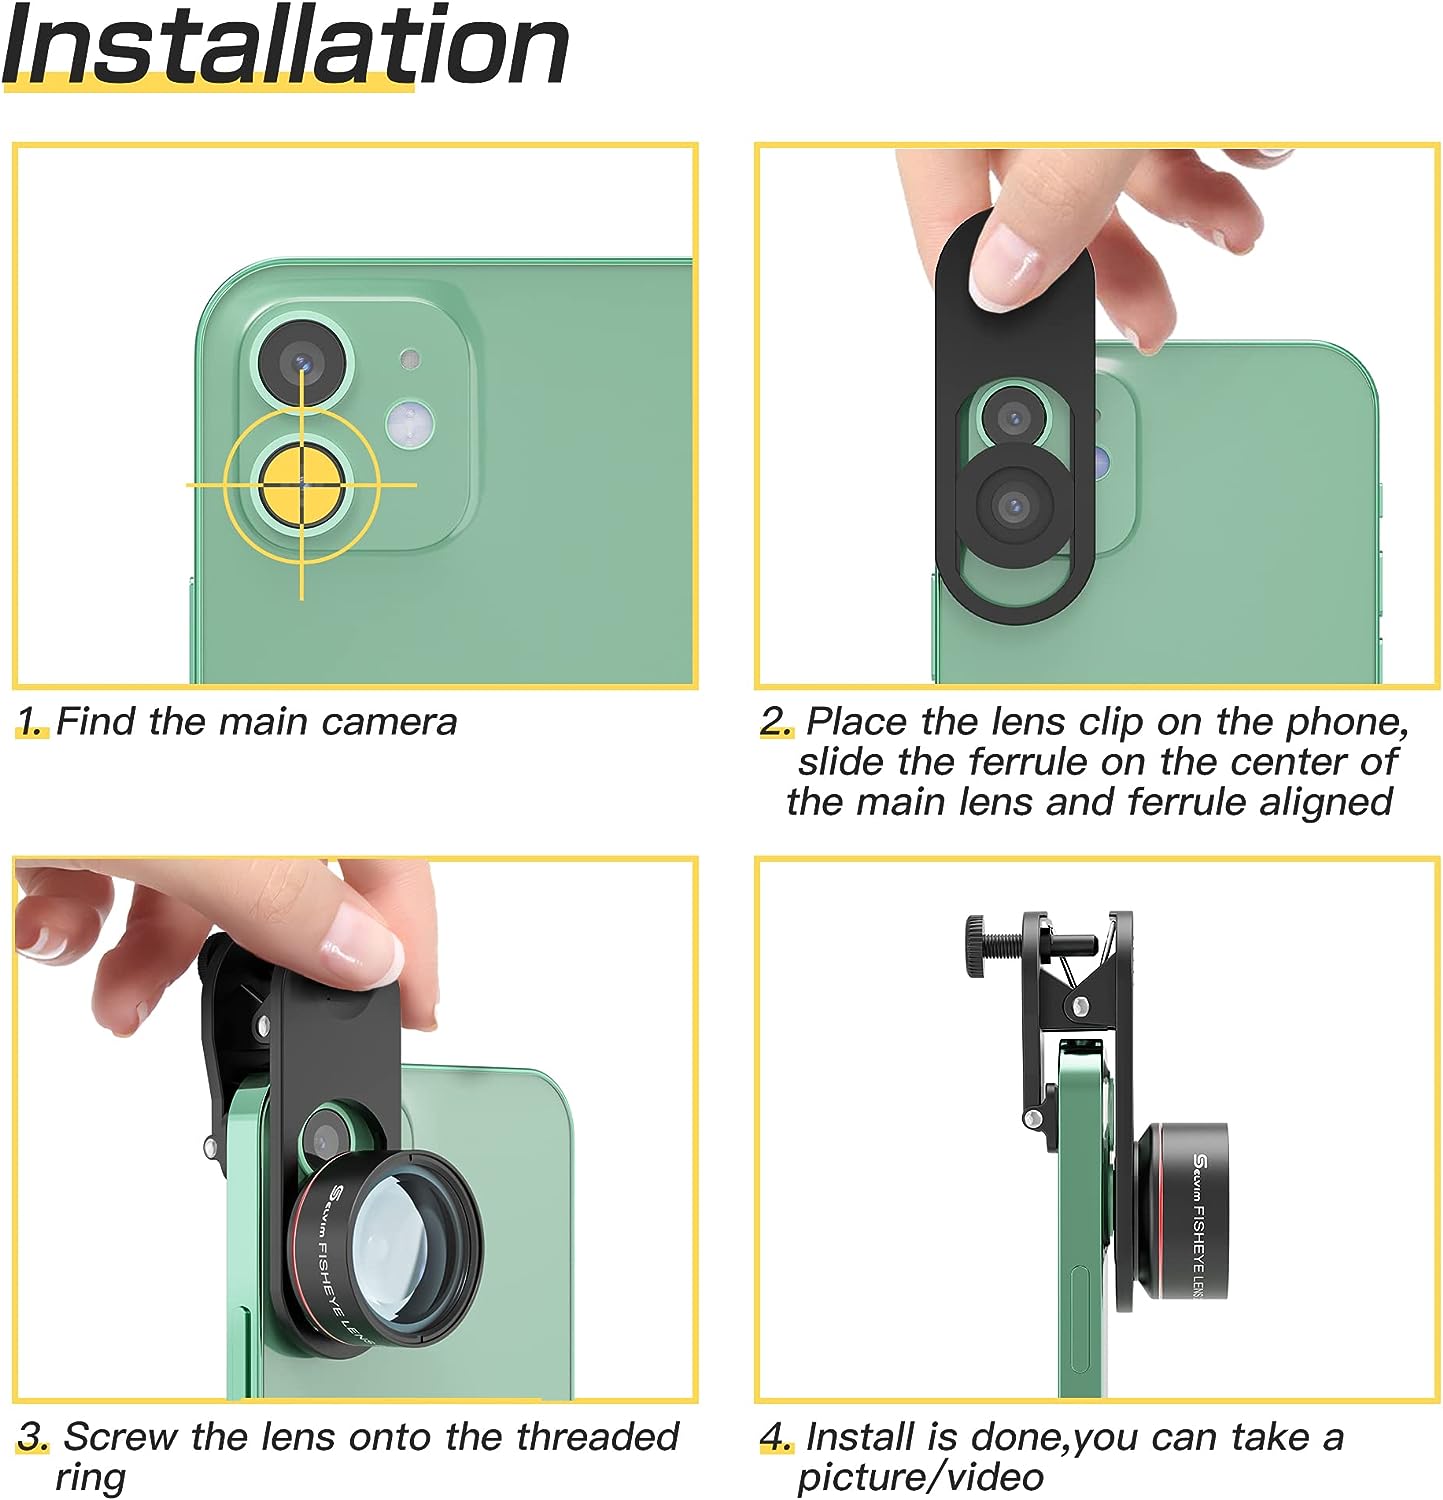 Installation
1. Find the main camera
2. Place the lens clip on the phone,
slide the ferrule on the center of
the main lens and ferrule aligned
SELVIM FISHEYE LENS
SELVIM FISHEYE LENS
3. Screw the lens onto the threaded
ring
4. Install is done,you can take a
picture/video